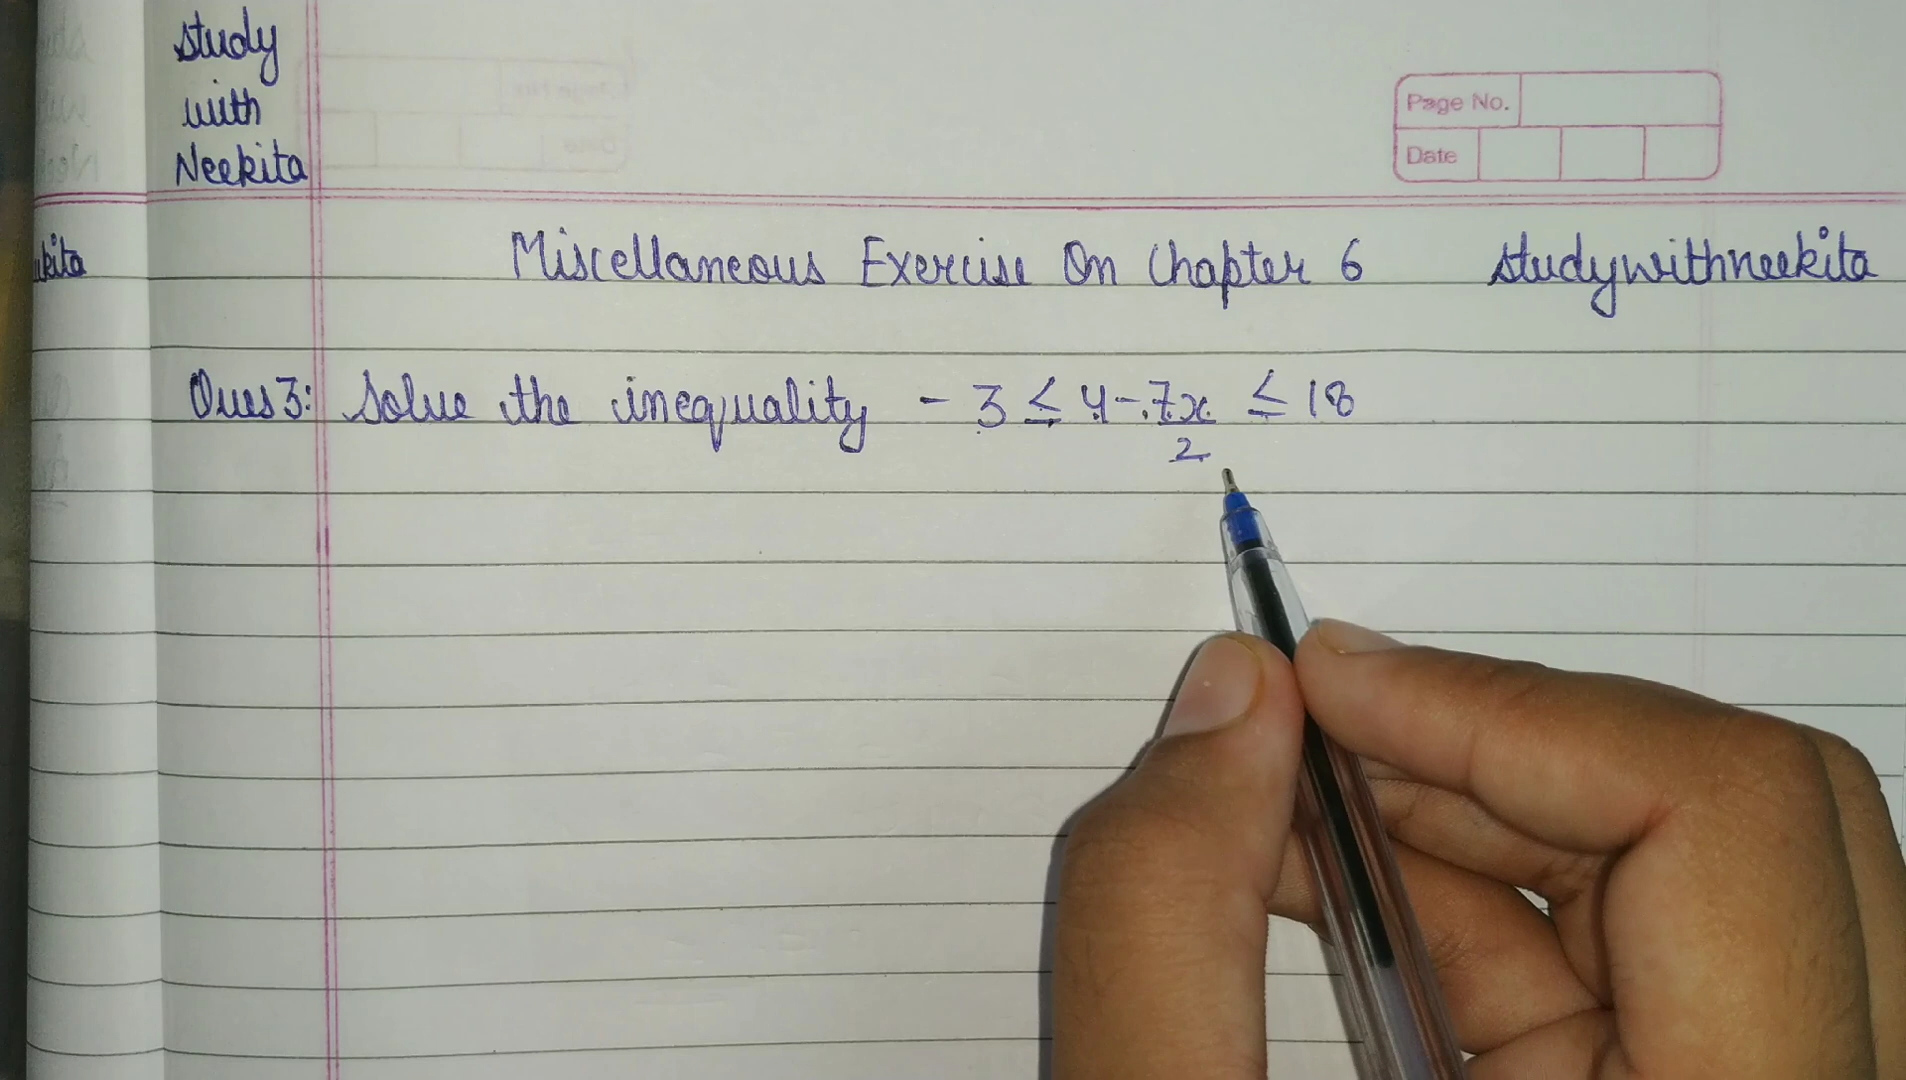 study
with
Neekita
Page No.
Date
kita
Miscellaneous Exercise On Chapter 6 studywithneekita
Ques 3: Solve the inequality - 3 ≤ 4 - 7x/2 ≤ 18